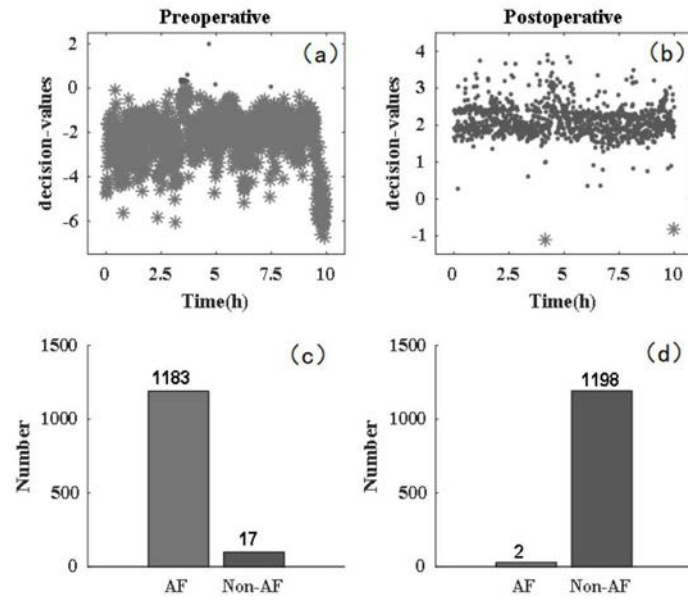 Preoperative
(a)
decision-values
2
0
-2
-4
-6
0
2.5
5
7.5
10
Time(h)
Postoperative
(b)
decision-values
4
3
2
1
0
-1
0
2.5
5
7.5
10
Time(h)
(c)
Number
1500
1000
500
0
1183
17
AF
Non-AF
(d)
Number
1500
1000
500
0
2
1198
AF
Non-AF